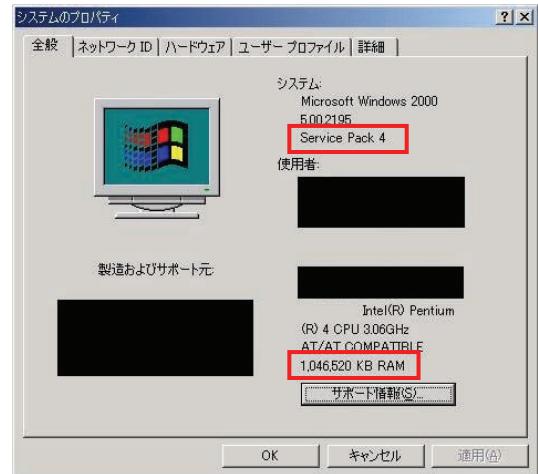 システムのプロパティ
? ×
全般 ネットワーク ID ハードウェア ユーザー プロファイル 詳細
システム:
Microsoft Windows 2000
5.00.2195
Service Pack 4
使用者:
製造およびサポート元:
Intel(R) Pentium
(R) 4 CPU 3.06GHz
AT/AT COMPATIBLE
1,046,520 KB RAM
サポート情報(S)...
OK キャンセル 適用(A)